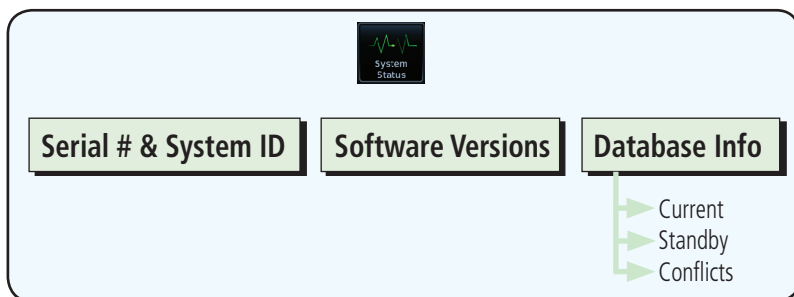 System
Status
Serial # & System ID
Software Versions
Database Info
Current
Standby
Conflicts